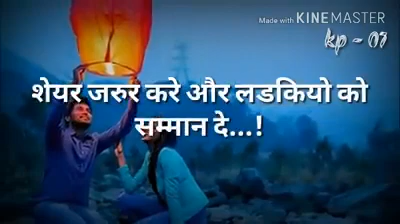 Made with KINEMASTER
kp - 07
शेयर जरुर करे और लडकियो को
सम्मान दे...!